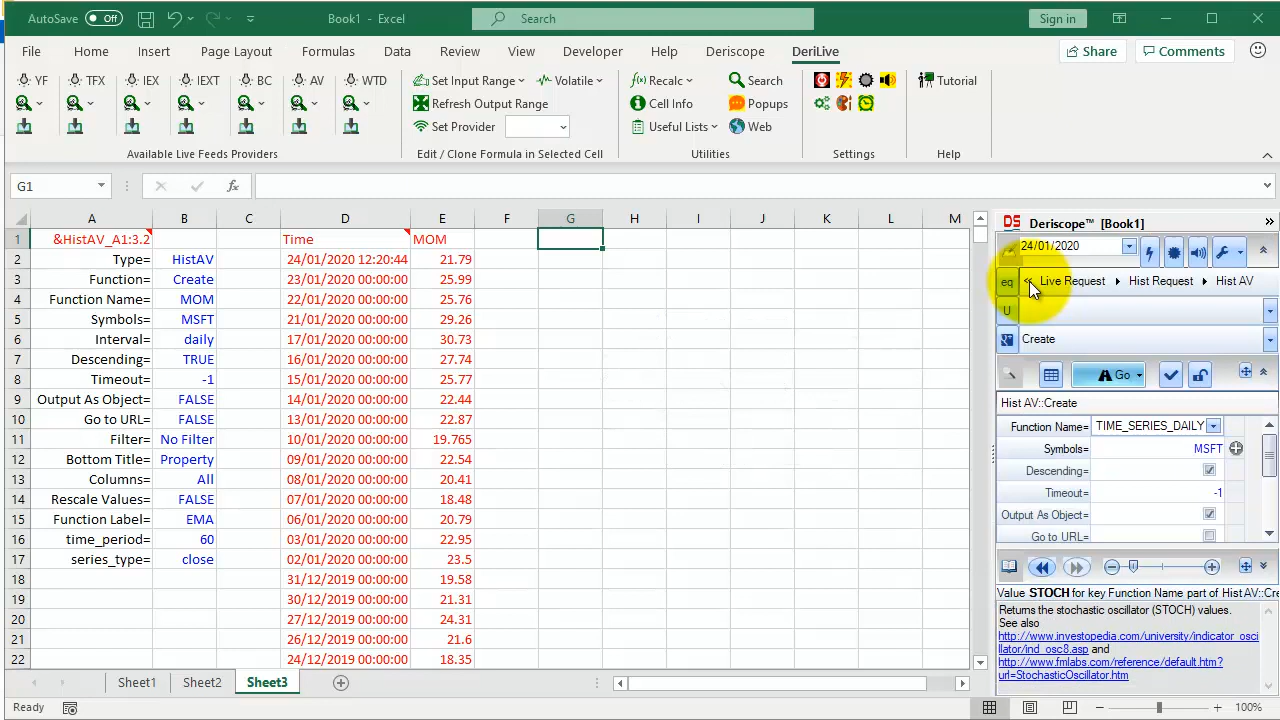 AutoSave Off Book1 - Excel Search Sign in
File Home Insert Page Layout Formulas Data Review View Developer Help Deriscope DeriLive Share Comments
YF TFX IEX IEXT BC AV WTD Set Input Range Volatile Recalc Search Tutorial
Refresh Output Range Cell Info Popups
Set Provider Useful Lists Web
Available Live Feeds Providers Edit / Clone Formula in Selected Cell Utilities Settings Help
G1 fx
A B C D E F G H I J K L M
1 &HistAV_A1:3.2 Time MOM
2 Type= HistAV 24/01/2020 12:20:44 21.79
3 Function= Create 23/01/2020 00:00:00 25.99
4 Function Name= MOM 22/01/2020 00:00:00 25.76
5 Symbols= MSFT 21/01/2020 00:00:00 29.26
6 Interval= daily 17/01/2020 00:00:00 30.73
7 Descending= TRUE 16/01/2020 00:00:00 27.74
8 Timeout= -1 15/01/2020 00:00:00 25.77
9 Output As Object= FALSE 14/01/2020 00:00:00 22.44
10 Go to URL= FALSE 13/01/2020 00:00:00 22.87
11 Filter= No Filter 10/01/2020 00:00:00 19.765
12 Bottom Title= Property 09/01/2020 00:00:00 22.54
13 Columns= All 08/01/2020 00:00:00 20.41
14 Rescale Values= FALSE 07/01/2020 00:00:00 18.48
15 Function Label= EMA 06/01/2020 00:00:00 20.79
16 time_period= 60 03/01/2020 00:00:00 22.95
17 series_type= close 02/01/2020 00:00:00 23.5
18 31/12/2019 00:00:00 19.58
19 30/12/2019 00:00:00 21.31
20 27/12/2019 00:00:00 24.31
21 26/12/2019 00:00:00 21.6
22 24/12/2019 00:00:00 18.35
Sheet1 Sheet2 Sheet3
Ready 100%
DS Deriscope™ [Book1]
24/01/2020
eq Live Request Hist Request Hist AV
U
Create
Go
Hist AV::Create
Function Name= TIME_SERIES_DAILY
Symbols= MSFT
Descending=
Timeout= -1
Output As Object=
Go to URL=
Value STOCH for key Function Name part of Hist AV::Cre
Returns the stochastic oscillator (STOCH) values.
See also
http://www.investopedia.com/university/indicator_osci
llator/ind_osc8.asp and
http://www.fmlabs.com/reference/default.htm?
url=StochasticOscillator.htm